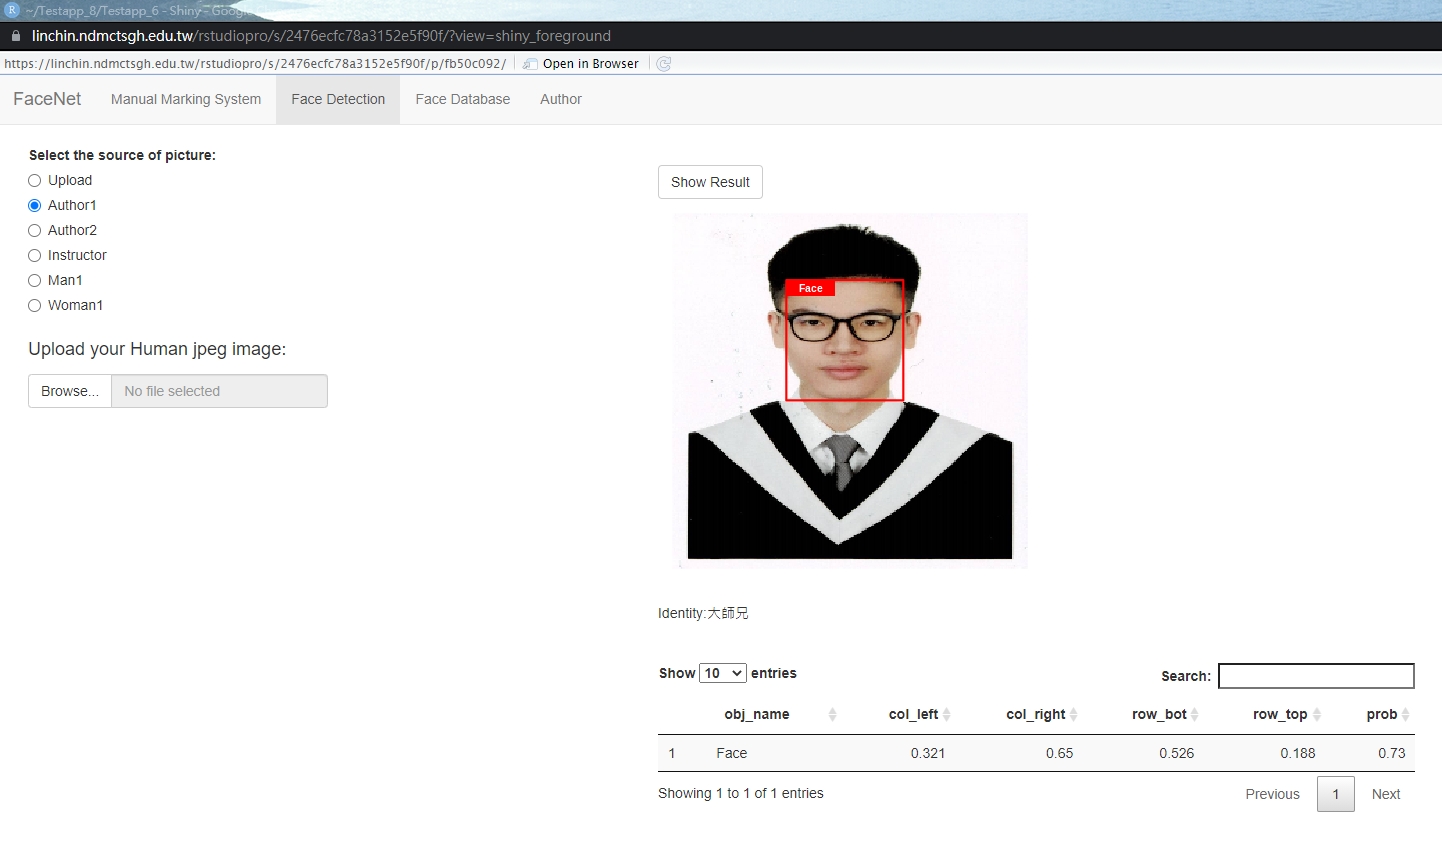 ~/Testapp_8/Testapp_6 - Shiny - Google
linchin.ndmctsgh.edu.tw/rstudiopro/s/2476ecfc78a3152e5f90f/?view=shiny_foreground
https://linchin.ndmctsgh.edu.tw/rstudiopro/s/2476ecfc78a3152e5f90f/p/fb50c092/ Open in Browser
FaceNet Manual Marking System Face Detection Face Database Author
Select the source of picture:
Upload
Author1
Author2
Instructor
Man1
Woman1
Upload your Human jpeg image:
Browse... No file selected
Show Result
Face
Identity:大師兄
Show 10 entries Search:
obj_name col_left col_right row_bot row_top prob
1 Face 0.321 0.65 0.526 0.188 0.73
Showing 1 to 1 of 1 entries Previous 1 Next